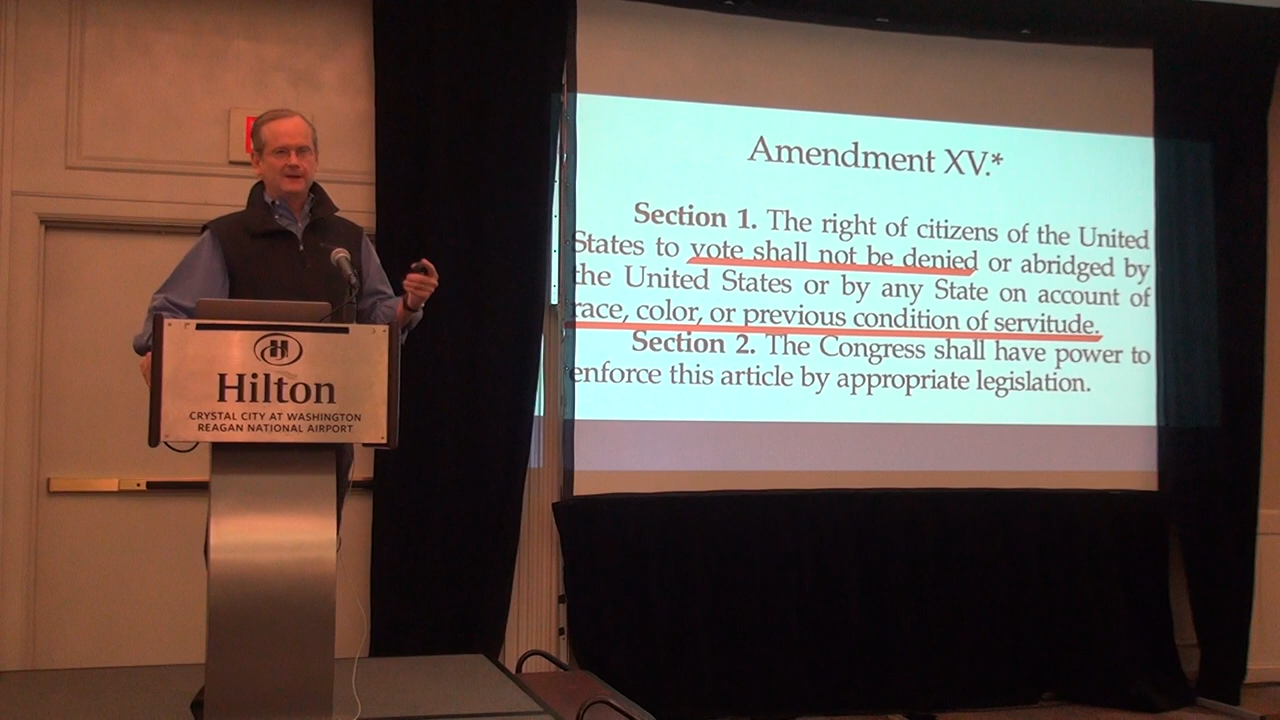 Amendment XV.*
Section 1. The right of citizens of the United
States to vote shall not be denied or abridged by
the United States or by any State on account of
race, color, or previous condition of servitude.
Section 2. The Congress shall have power to
enforce this article by appropriate legislation.
H
Hilton
CRYSTAL CITY AT WASHINGTON
REAGAN NATIONAL AIRPORT